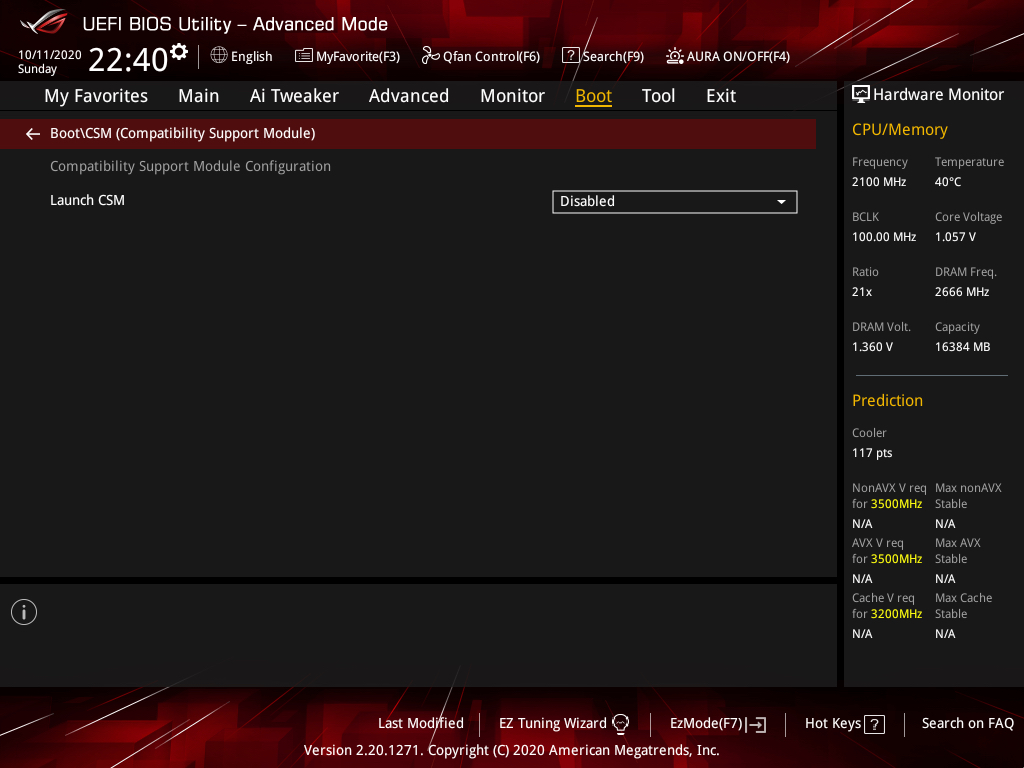 UEFI BIOS Utility – Advanced Mode
10/11/2020
Sunday
22:40
English
MyFavorite(F3)
Qfan Control(F6)
? Search(F9)
AURA ON/OFF(F4)
My Favorites Main Ai Tweaker Advanced Monitor Boot Tool Exit
Boot\CSM (Compatibility Support Module)
Compatibility Support Module Configuration
Launch CSM Disabled
Hardware Monitor
CPU/Memory
Frequency Temperature
2100 MHz 40°C
BCLK Core Voltage
100.00 MHz 1.057 V
Ratio DRAM Freq.
21x 2666 MHz
DRAM Volt. Capacity
1.360 V 16384 MB
Prediction
Cooler
117 pts
NonAVX V req Max nonAVX
for 3500MHz Stable
N/A N/A
AVX V req Max AVX
for 3500MHz Stable
N/A N/A
Cache V req Max Cache
for 3200MHz Stable
N/A N/A
Last Modified
EZ Tuning Wizard
EzMode(F7)
Hot Keys ?
Search on FAQ
Version 2.20.1271. Copyright (C) 2020 American Megatrends, Inc.